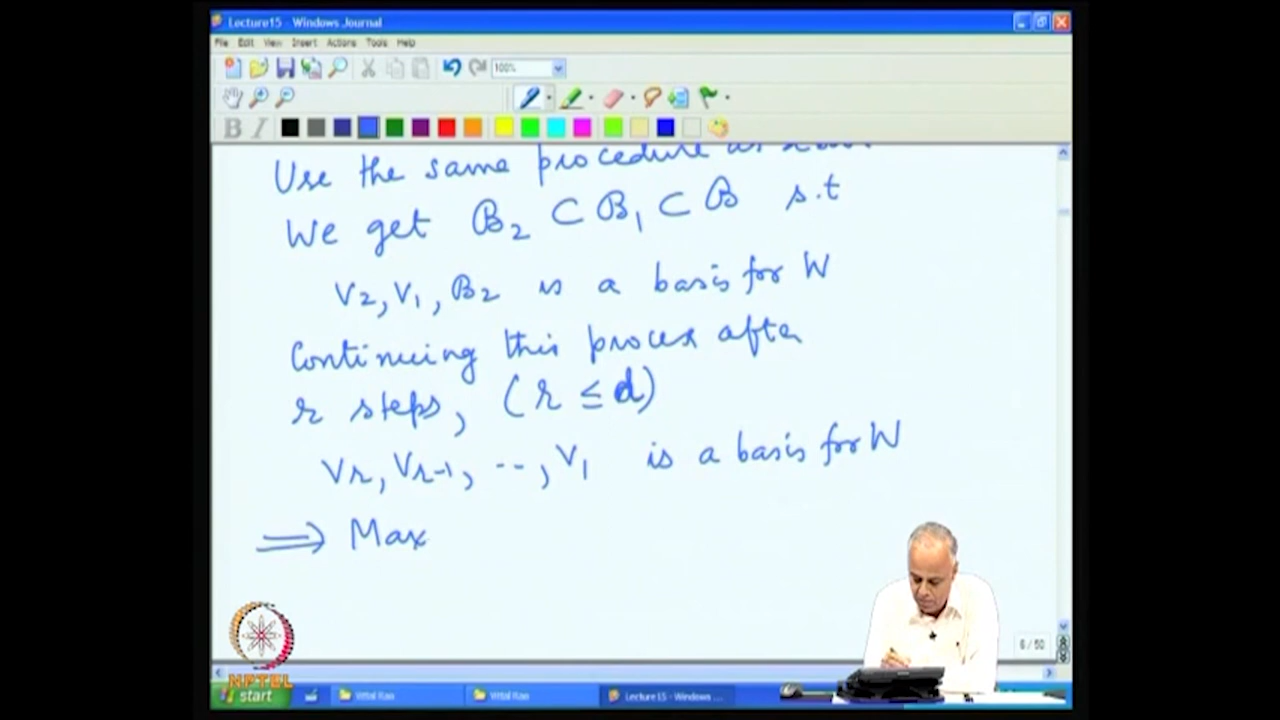 Lecture15 - Windows Journal
File Edit View Insert Actions Tools Help
100%
B I
Use the same procedure as
We get B₂ ⊂ B₁ ⊂ B s.t
v₂, v₁, B₂ is a basis for W
Continuing this process after
r steps, (r ≤ d)
vr, vr-1, ..., v₁ is a basis for W
⟹ Max
6 / 50
NPTEL
start Vittal Rao Vittal Rao Lecture15 - Windows ...